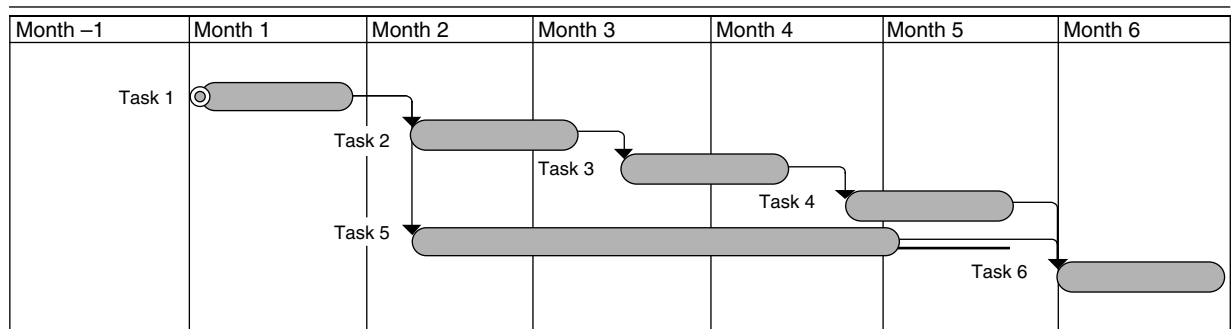 Month –1 Month 1 Month 2 Month 3 Month 4 Month 5 Month 6
Task 1
Task 2
Task 3
Task 4
Task 5
Task 6